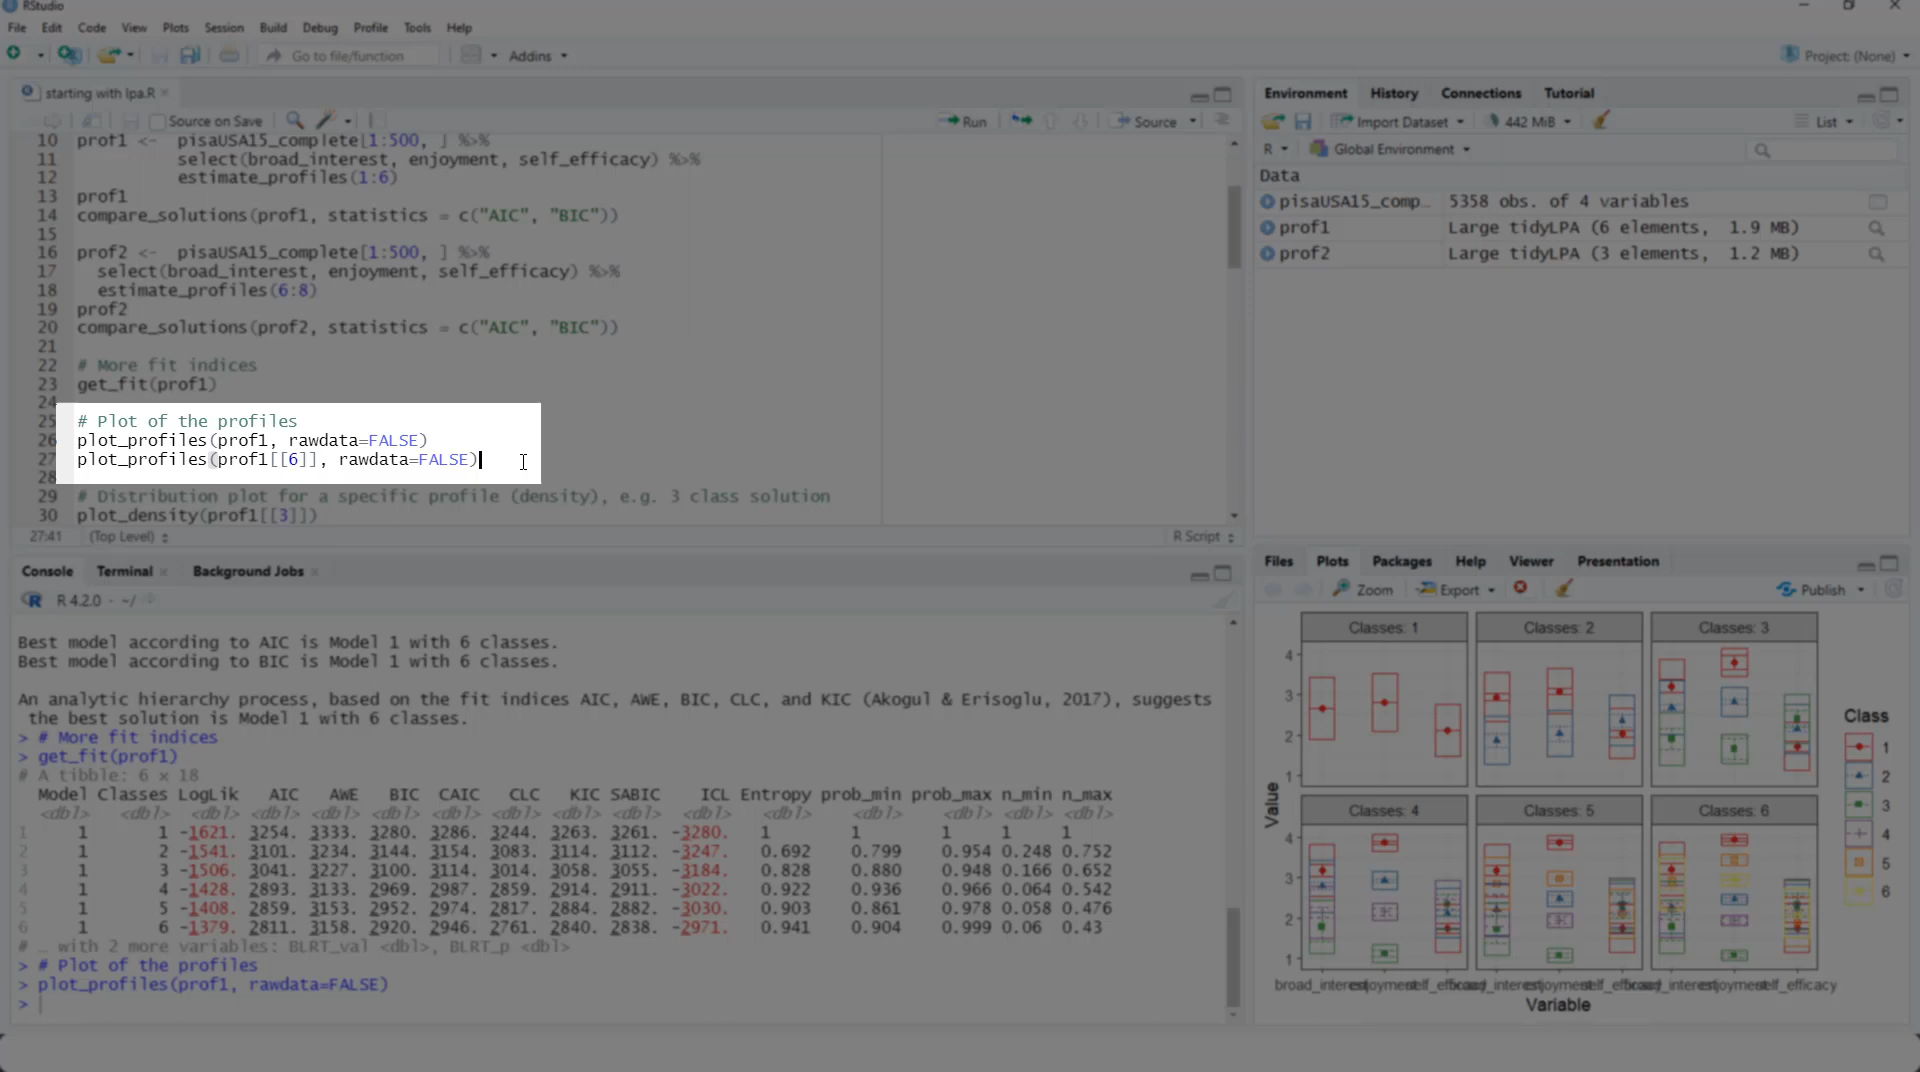 RStudio
File Edit Code View Plots Session Build Debug Profile Tools Help
Go to file/function Addins Project: (None)
starting with lpa.R
Source on Save Run Source
10 prof1 <- pisaUSA15_complete[1:500, ] %>%
11 select(broad_interest, enjoyment, self_efficacy) %>%
12 estimate_profiles(1:6)
13 prof1
14 compare_solutions(prof1, statistics = c("AIC", "BIC"))
15
16 prof2 <- pisaUSA15_complete[1:500, ] %>%
17 select(broad_interest, enjoyment, self_efficacy) %>%
18 estimate_profiles(6:8)
19 prof2
20 compare_solutions(prof2, statistics = c("AIC", "BIC"))
21
22 # More fit indices
23 get_fit(prof1)
24
25 # Plot of the profiles
26 plot_profiles(prof1, rawdata=FALSE)
27 plot_profiles(prof1[[6]], rawdata=FALSE)
28
29 # Distribution plot for a specific profile (density), e.g. 3 class solution
30 plot_density(prof1[[3]])
27:41 (Top Level) R Script
Console Terminal Background Jobs
R 4.2.0 · ~/
Best model according to AIC is Model 1 with 6 classes.
Best model according to BIC is Model 1 with 6 classes.
An analytic hierarchy process, based on the fit indices AIC, AWE, BIC, CLC, and KIC (Akogul & Erisoglu, 2017), suggests
the best solution is Model 1 with 6 classes.
> # More fit indices
> get_fit(prof1)
# A tibble: 6 x 18
Model Classes LogLik AIC AWE BIC CAIC CLC KIC SABIC ICL Entropy prob_min prob_max n_min n_max
<dbl> <dbl> <dbl> <dbl> <dbl> <dbl> <dbl> <dbl> <dbl> <dbl> <dbl> <dbl> <dbl> <dbl> <dbl> <dbl>
1 1 1 -1621. 3254. 3333. 3280. 3286. 3244. 3263. 3261. -3280. 1 1 1 1 1
2 1 2 -1541. 3101. 3234. 3144. 3154. 3083. 3114. 3112. -3247. 0.692 0.799 0.954 0.248 0.752
3 1 3 -1506. 3041. 3227. 3100. 3114. 3014. 3058. 3055. -3184. 0.828 0.880 0.948 0.166 0.652
4 1 4 -1428. 2893. 3133. 2969. 2987. 2859. 2914. 2911. -3022. 0.922 0.936 0.966 0.064 0.542
5 1 5 -1408. 2859. 3153. 2952. 2974. 2817. 2884. 2882. -3030. 0.903 0.861 0.978 0.058 0.476
6 1 6 -1379. 2811. 3158. 2920. 2946. 2761. 2840. 2838. -2971. 0.941 0.904 0.999 0.06 0.43
# … with 2 more variables: BLRT_val <dbl>, BLRT_p <dbl>
> # Plot of the profiles
> plot_profiles(prof1, rawdata=FALSE)
>
Environment History Connections Tutorial
Import Dataset 442 MiB List
R Global Environment
Data
pisaUSA15_comp… 5358 obs. of 4 variables
prof1 Large tidyLPA (6 elements, 1.9 MB)
prof2 Large tidyLPA (3 elements, 1.2 MB)
Files Plots Packages Help Viewer Presentation
Zoom Export Publish
Classes: 1 Classes: 2 Classes: 3
4
3
2
1
Classes: 4 Classes: 5 Classes: 6
4
3
2
1
Value
broad_interest enjoyment self_efficacy
Variable
Class
1
2
3
4
5
6